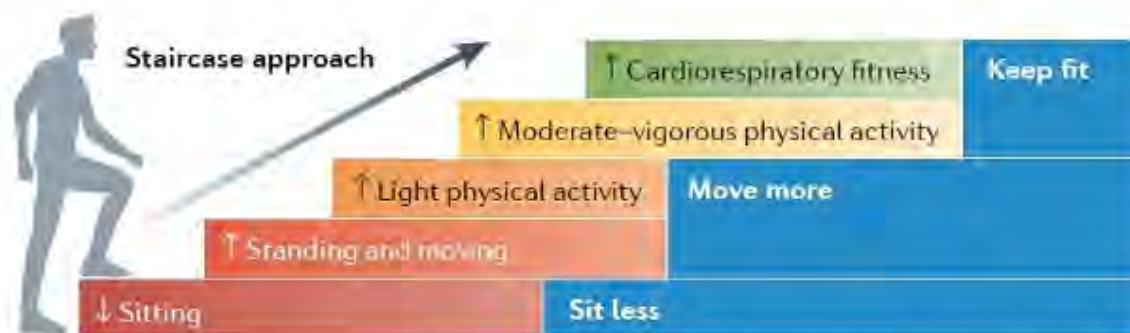 Staircase approach
↑ Cardiorespiratory fitness
Keep fit
↑ Moderate–vigorous physical activity
↑ Light physical activity
Move more
↑ Standing and moving
↓ Sitting
Sit less